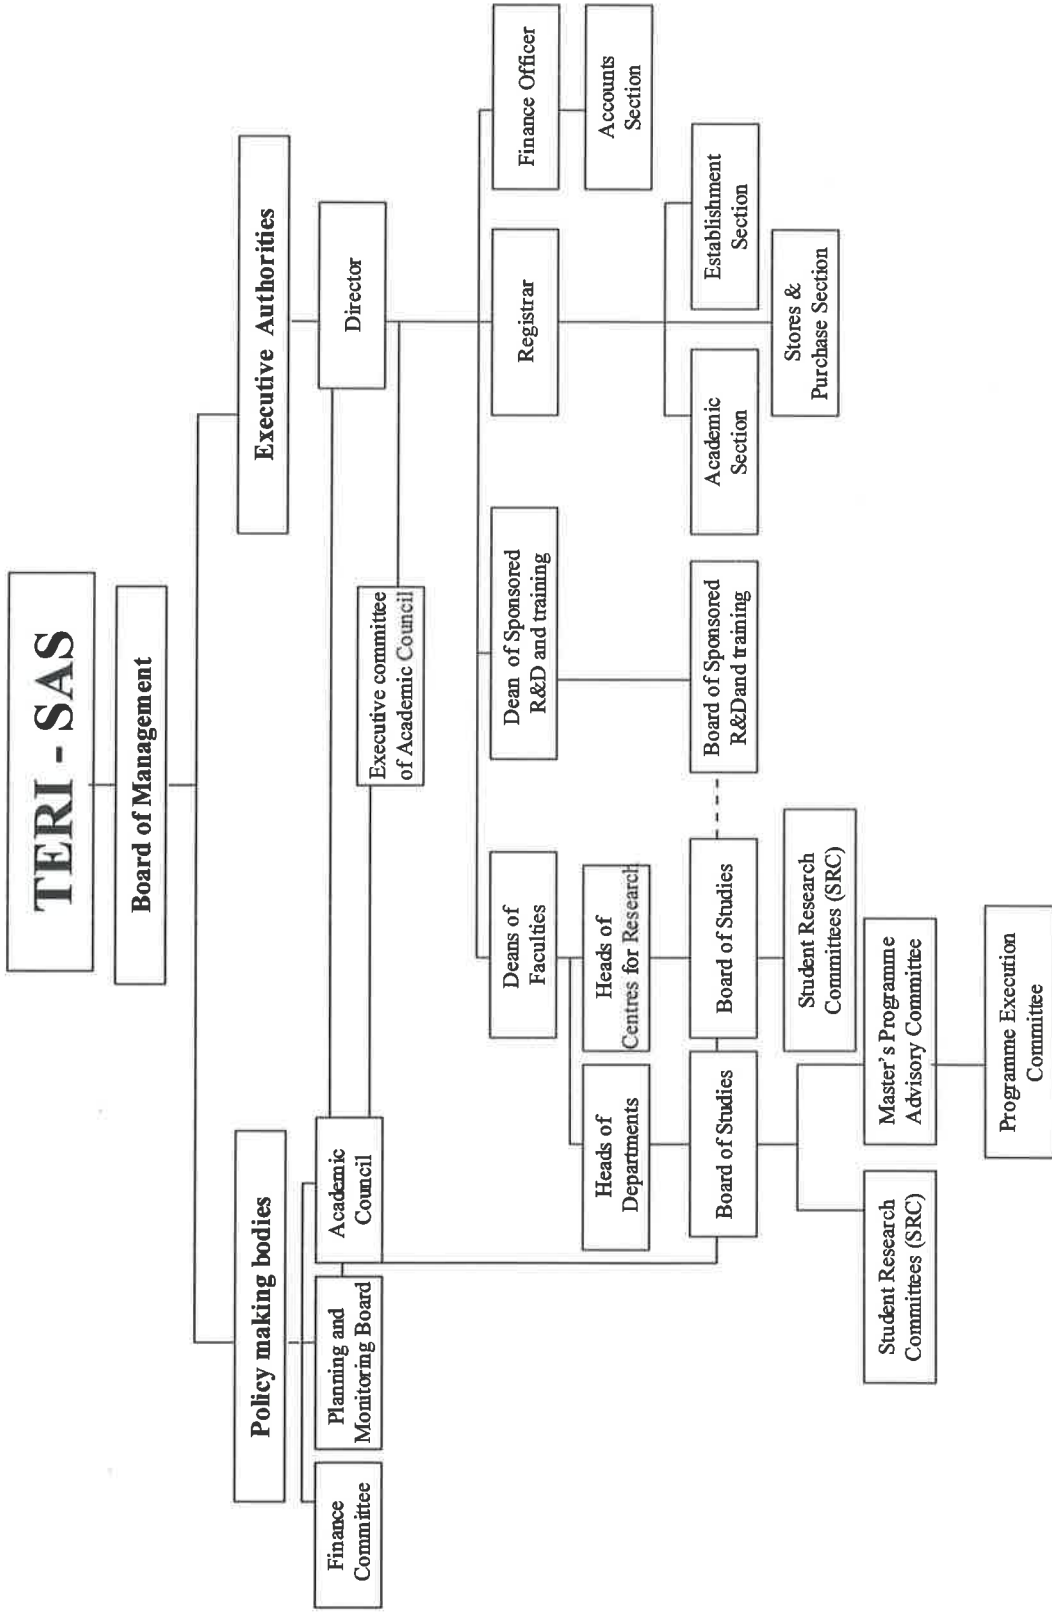 TERI - SAS
Board of Management
Policy making bodies
Executive Authorities
Finance
Committee
Planning and
Monitoring Board
Academic
Council
Director
Executive committee
of Academic Council
Deans of
Faculties
Dean of Sponsored
R&D and training
Registrar
Finance Officer
Heads of
Departments
Heads of
Centres for Research
Accounts
Section
Board of Studies
Board of Studies
Board of Sponsored
R&Dand training
Academic
Section
Establishment
Section
Stores &
Purchase Section
Student Research
Committees (SRC)
Student Research
Committees (SRC)
Master's Programme
Advisory Committee
Programme Execution
Committee